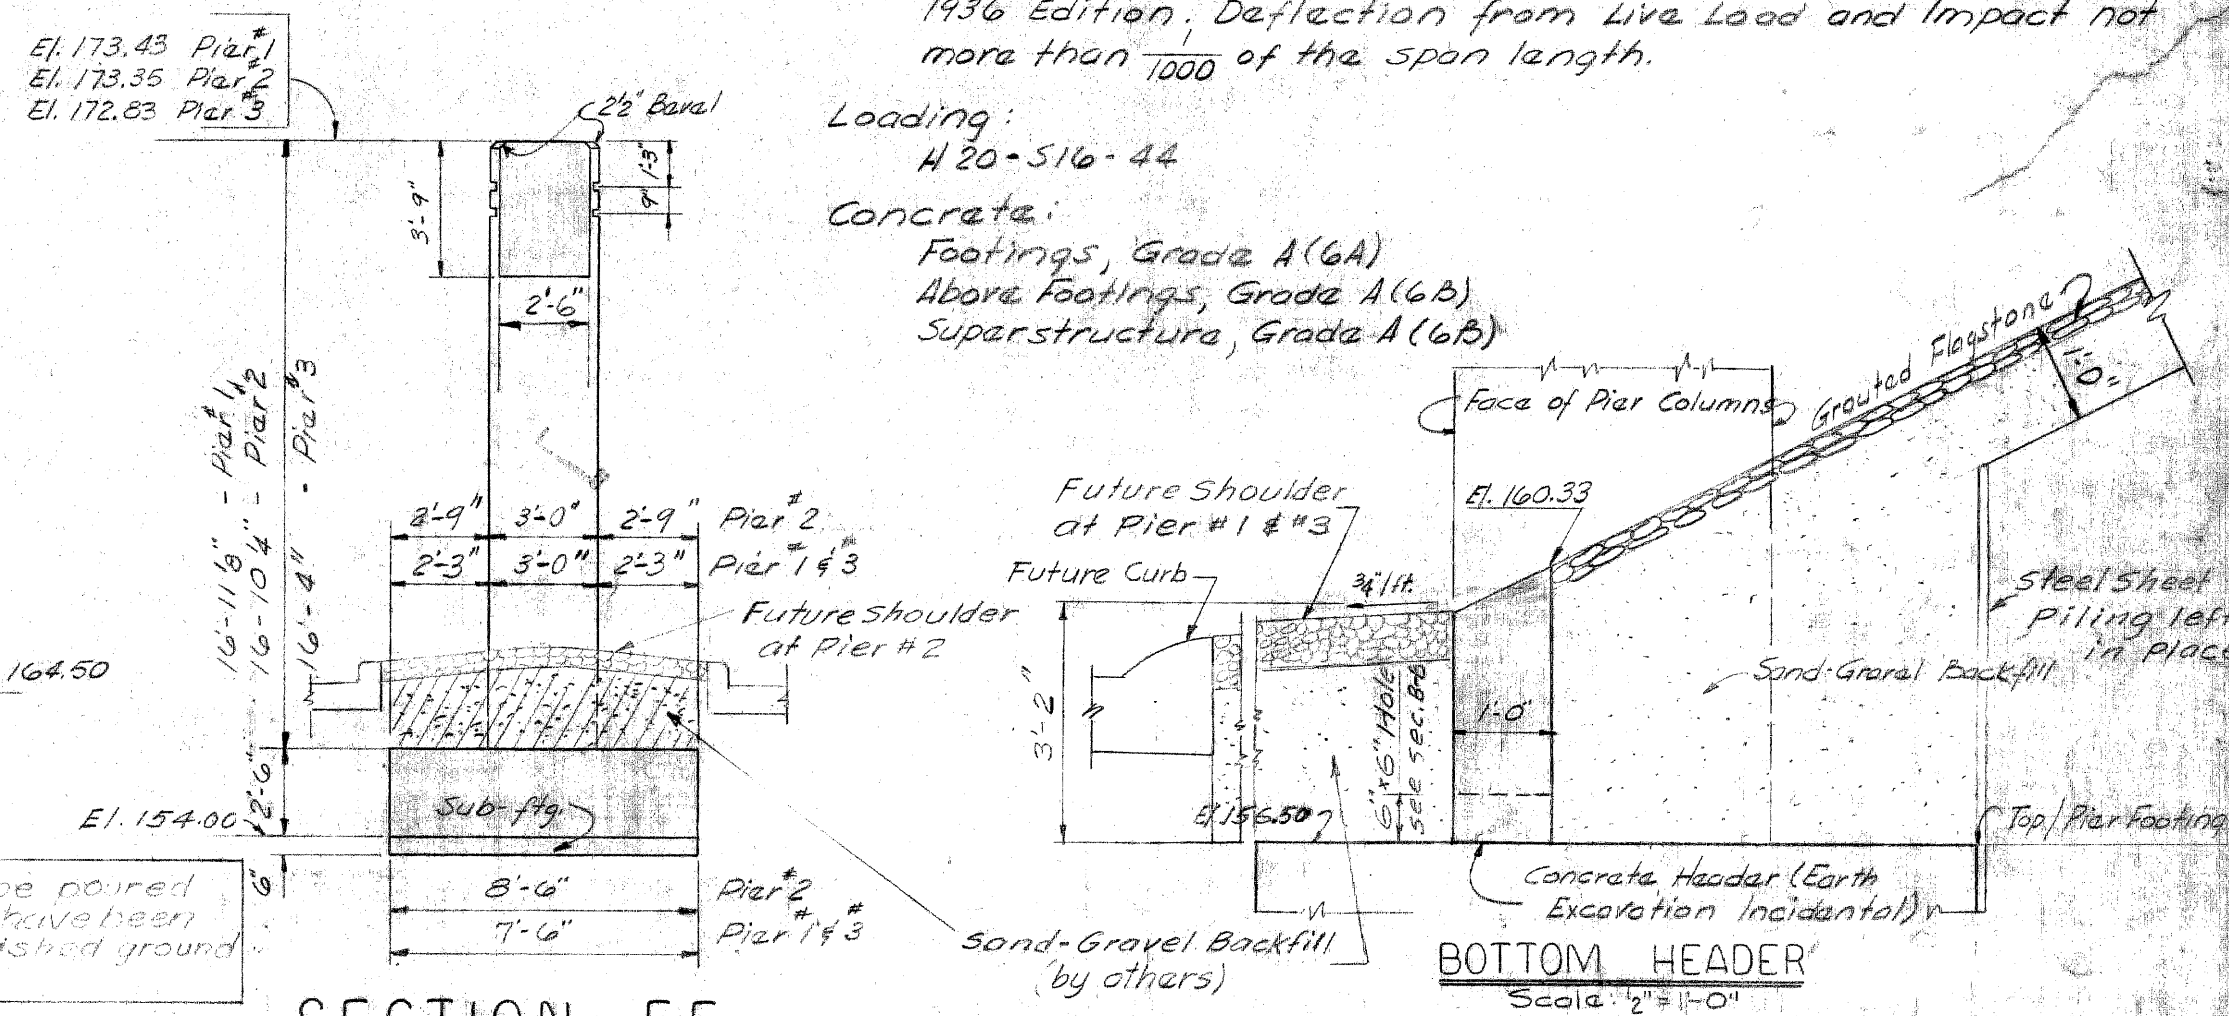 El. 173.43 Pier #1
El. 173.35 Pier #2
El. 172.83 Pier #3
2½" Bevel
3'-9"
1'-3"
9"
2'-6"
16'-11⅛" - Pier #1
16'-10¼" - Pier #2
16'-4" - Pier #3
2'-9" 3'-0" 2'-9" Pier #2
2'-3" 3'-0" 2'-3" Pier #1 & #3
Future Shoulder
at Pier #2
164.50
2'-6"
El. 154.00
Sub-ftg.
6"
8'-6" Pier #2
7'-6" Pier #1 & #3
be poured
have been
ished ground
SECTION
1936 Edition. Deflection from Live Load and Impact not
more than 1/1000 of the span length.
Loading:
H 20-S16-44
Concrete:
Footings, Grade A (6A)
Above Footings, Grade A (6B)
Superstructure, Grade A (6B)
Face of Pier Columns
Grouted Flagstone
1'-0"
Future Shoulder
at Pier #1 & #3
El. 160.33
Future Curb
¾"/ft.
3'-2"
6"x6" Hole
see sec. B-B
1'-0"
Steel Sheet
Piling left
in place
Sand-Gravel Backfill
El. 156.50
Top/Pier Footing
Concrete Header (Earth
Excavation Incidental)
Sand-Gravel Backfill
(by others)
BOTTOM HEADER
Scale: ½" = 1'-0"